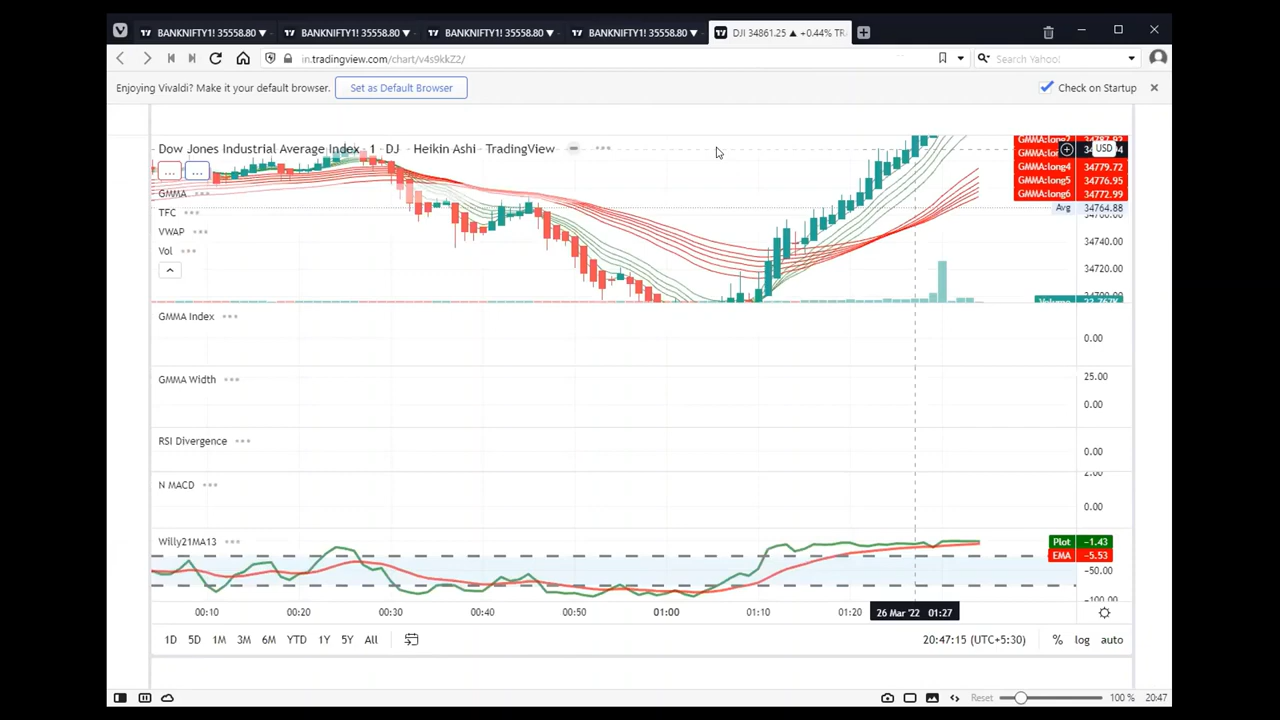 BANKNIFTY1! 35558.80 ▼ BANKNIFTY1! 35558.80 ▼ BANKNIFTY1! 35558.80 ▼ BANKNIFTY1! 35558.80 ▼ DJI 34861.25 ▲ +0.44%
in.tradingview.com/chart/v4s9kkZ2/ Search Yahoo!
Enjoying Vivaldi? Make it your default browser. Set as Default Browser Check on Startup
Dow Jones Industrial Average Index 1 DJ Heikin Ashi TradingView
USD
GMMA:long4 34779.72
GMMA:long5 34776.95
GMMA
GMMA:long6 34772.99
TFC
Avg 34764.88
VWAP
34740.00
Vol
34720.00
GMMA Index
0.00
GMMA Width
25.00
0.00
RSI Divergence
0.00
N MACD
0.00
Willy21MA13
Plot −1.43
EMA −5.53
−50.00
00:10 00:20 00:30 00:40 00:50 01:00 01:10 01:20 26 Mar '22 01:27
1D 5D 1M 3M 6M YTD 1Y 5Y All 20:47:15 (UTC+5:30) % log auto
Reset 100 % 20:47